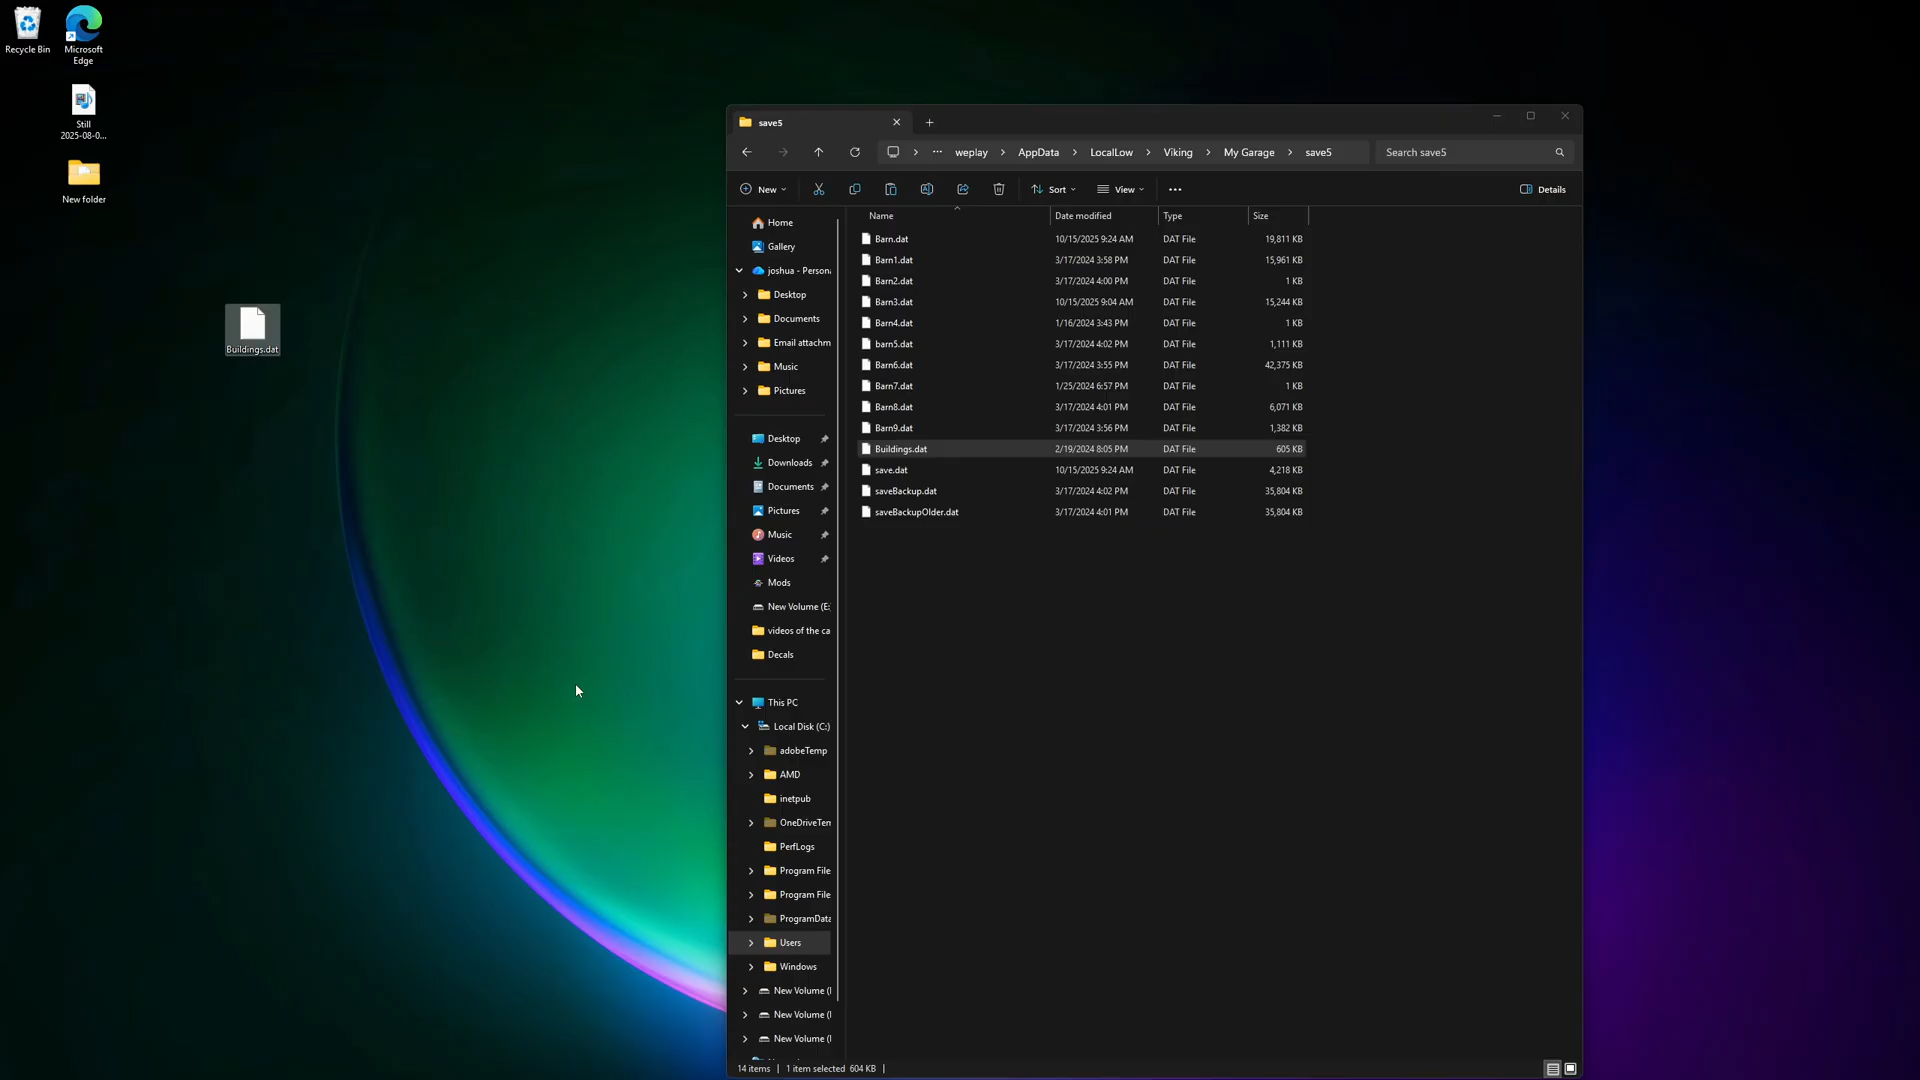 Recycle Bin
Microsoft
Edge
Still
2025-08-0...
New folder
Buildings.dat
save5
weplay
AppData
LocalLow
Viking
My Garage
save5
Search save5
New
Sort
View
Details
Name
Date modified
Type
Size
Home
Gallery
joshua - Persona
Desktop
Documents
Email attachm
Music
Pictures
Desktop
Downloads
Documents
Pictures
Music
Videos
Mods
New Volume (E:
videos of the ca
Decals
This PC
Local Disk (C:)
adobeTemp
AMD
inetpub
OneDriveTem
PerfLogs
Program File
Program File
ProgramData
Users
Windows
New Volume (
New Volume (
New Volume (
Barn.dat 10/15/2025 9:24 AM DAT File 19,811 KB
Barn1.dat 3/17/2024 3:58 PM DAT File 15,961 KB
Barn2.dat 3/17/2024 4:00 PM DAT File 1 KB
Barn3.dat 10/15/2025 9:04 AM DAT File 15,244 KB
Barn4.dat 1/16/2024 3:43 PM DAT File 1 KB
barn5.dat 3/17/2024 4:02 PM DAT File 1,111 KB
Barn6.dat 3/17/2024 3:55 PM DAT File 42,375 KB
Barn7.dat 1/25/2024 6:57 PM DAT File 1 KB
Barn8.dat 3/17/2024 4:01 PM DAT File 6,071 KB
Barn9.dat 3/17/2024 3:56 PM DAT File 1,382 KB
Buildings.dat 2/19/2024 8:05 PM DAT File 605 KB
save.dat 10/15/2025 9:24 AM DAT File 4,218 KB
saveBackup.dat 3/17/2024 4:02 PM DAT File 35,804 KB
saveBackupOlder.dat 3/17/2024 4:01 PM DAT File 35,804 KB
14 items | 1 item selected 604 KB |